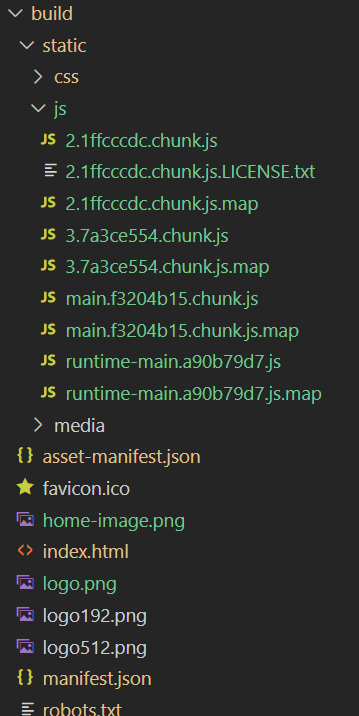 build
static
css
js
JS 2.1ffcccdc.chunk.js
2.1ffcccdc.chunk.js.LICENSE.txt
JS 2.1ffcccdc.chunk.js.map
JS 3.7a3ce554.chunk.js
JS 3.7a3ce554.chunk.js.map
JS main.f3204b15.chunk.js
JS main.f3204b15.chunk.js.map
JS runtime-main.a90b79d7.js
JS runtime-main.a90b79d7.js.map
media
{} asset-manifest.json
favicon.ico
home-image.png
<> index.html
logo.png
logo192.png
logo512.png
{} manifest.json
robots.txt